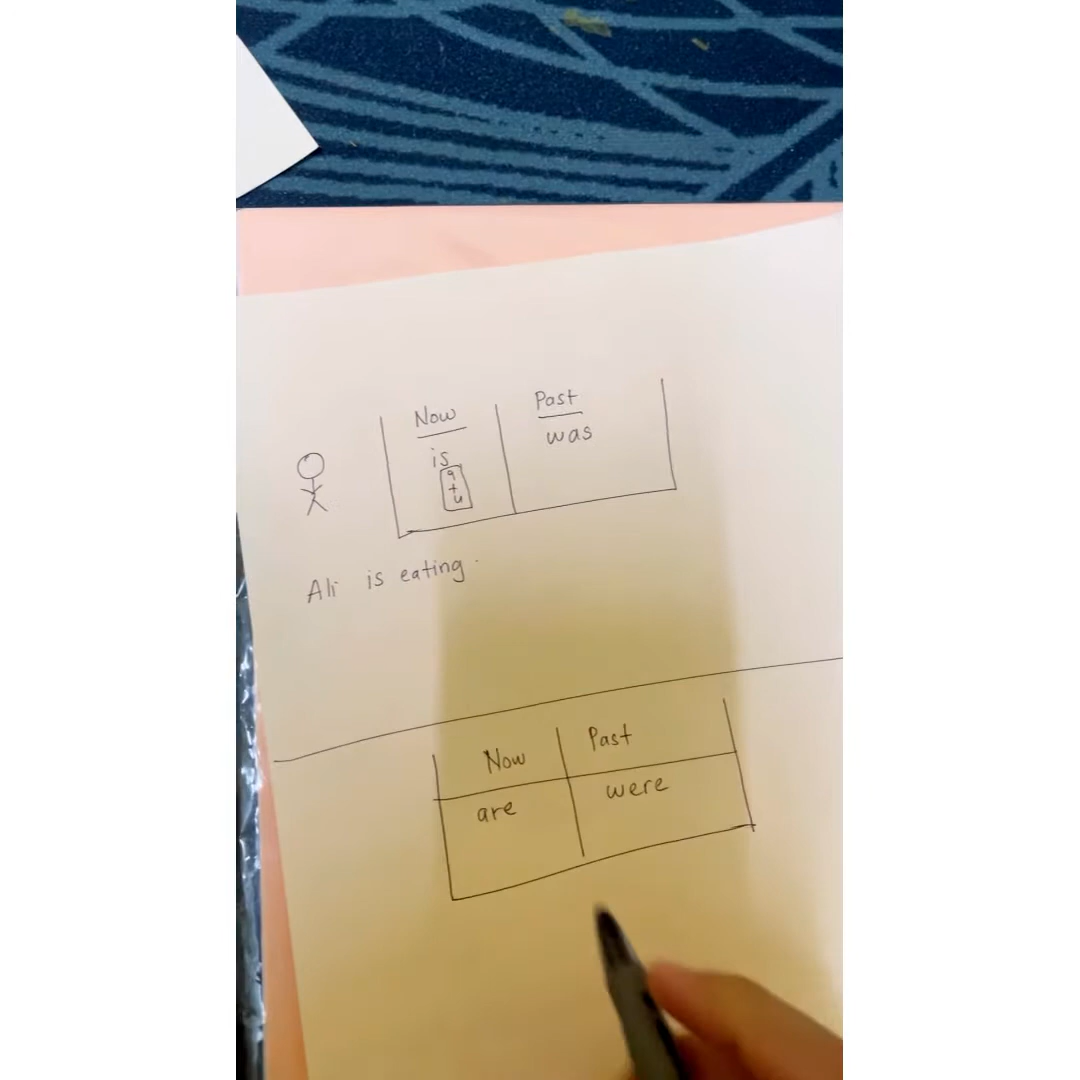 Now Past
is was
a
t
u
Ali is eating.
Now Past
are were